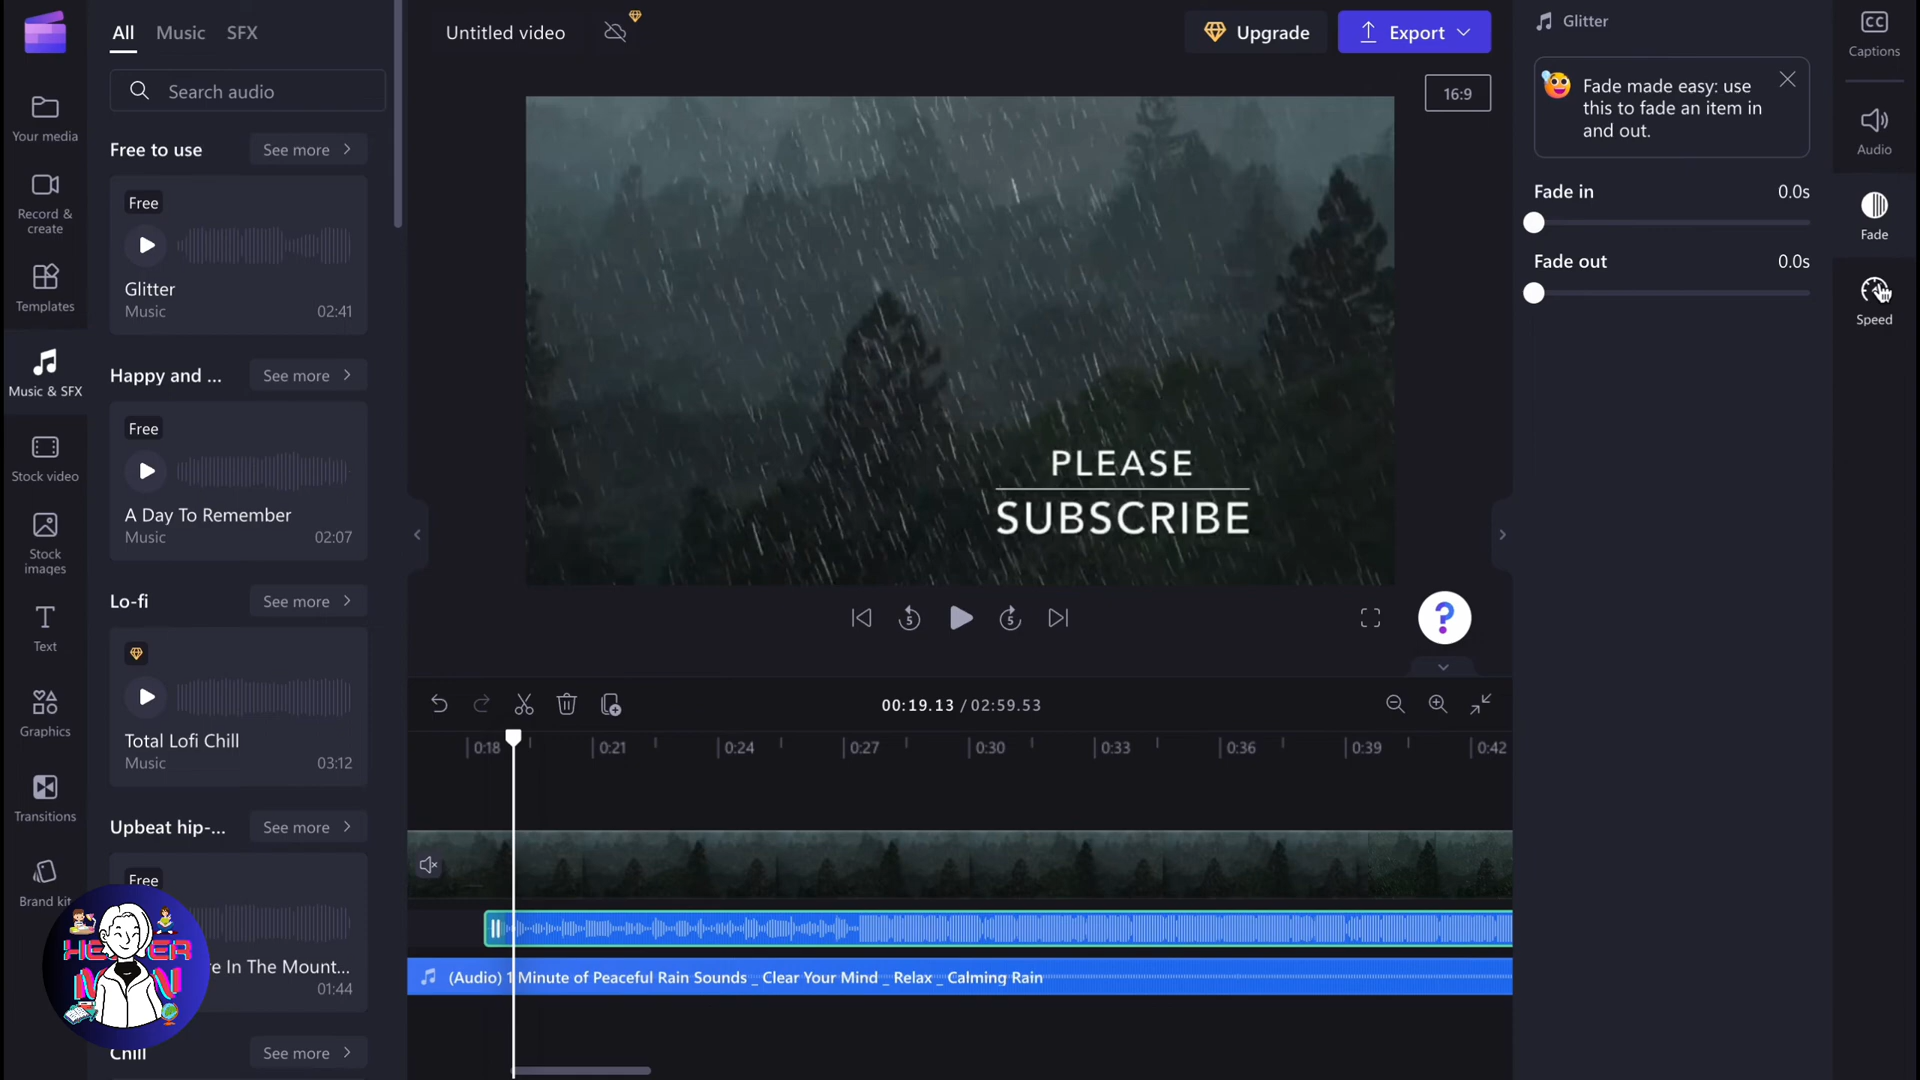 All
Music
SFX
Search audio
Free to use
See more
Free
Glitter
Music
02:41
Happy and ...
See more
Free
A Day To Remember
Music
02:07
Lo-fi
See more
Total Lofi Chill
Music
03:12
Upbeat hip-...
See more
Free
re In The Mount...
01:44
Chill
See more
Your media
Record &
create
Templates
Music & SFX
Stock video
Stock
images
Text
Graphics
Transitions
Brand kit
Untitled video
Upgrade
Export
16:9
PLEASE
SUBSCRIBE
5
5
?
00:19.13 / 02:59.53
0:18
0:21
0:24
0:27
0:30
0:33
0:36
0:39
0:42
(Audio) 1 Minute of Peaceful Rain Sounds _ Clear Your Mind _ Relax _ Calming Rain
Glitter
Fade made easy: use
this to fade an item in
and out.
Fade in
0.0s
Fade out
0.0s
CC
Captions
Audio
Fade
Speed